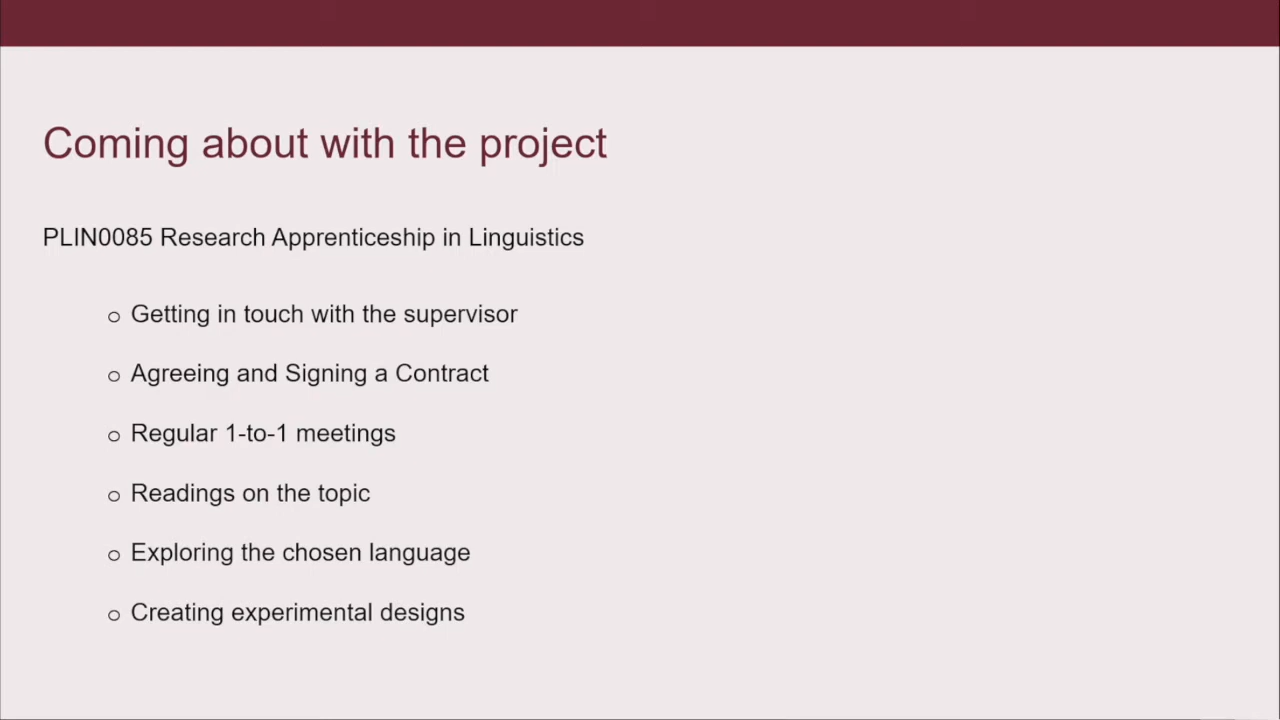 Coming about with the project
PLIN0085 Research Apprenticeship in Linguistics
o Getting in touch with the supervisor
o Agreeing and Signing a Contract
o Regular 1-to-1 meetings
o Readings on the topic
o Exploring the chosen language
o Creating experimental designs